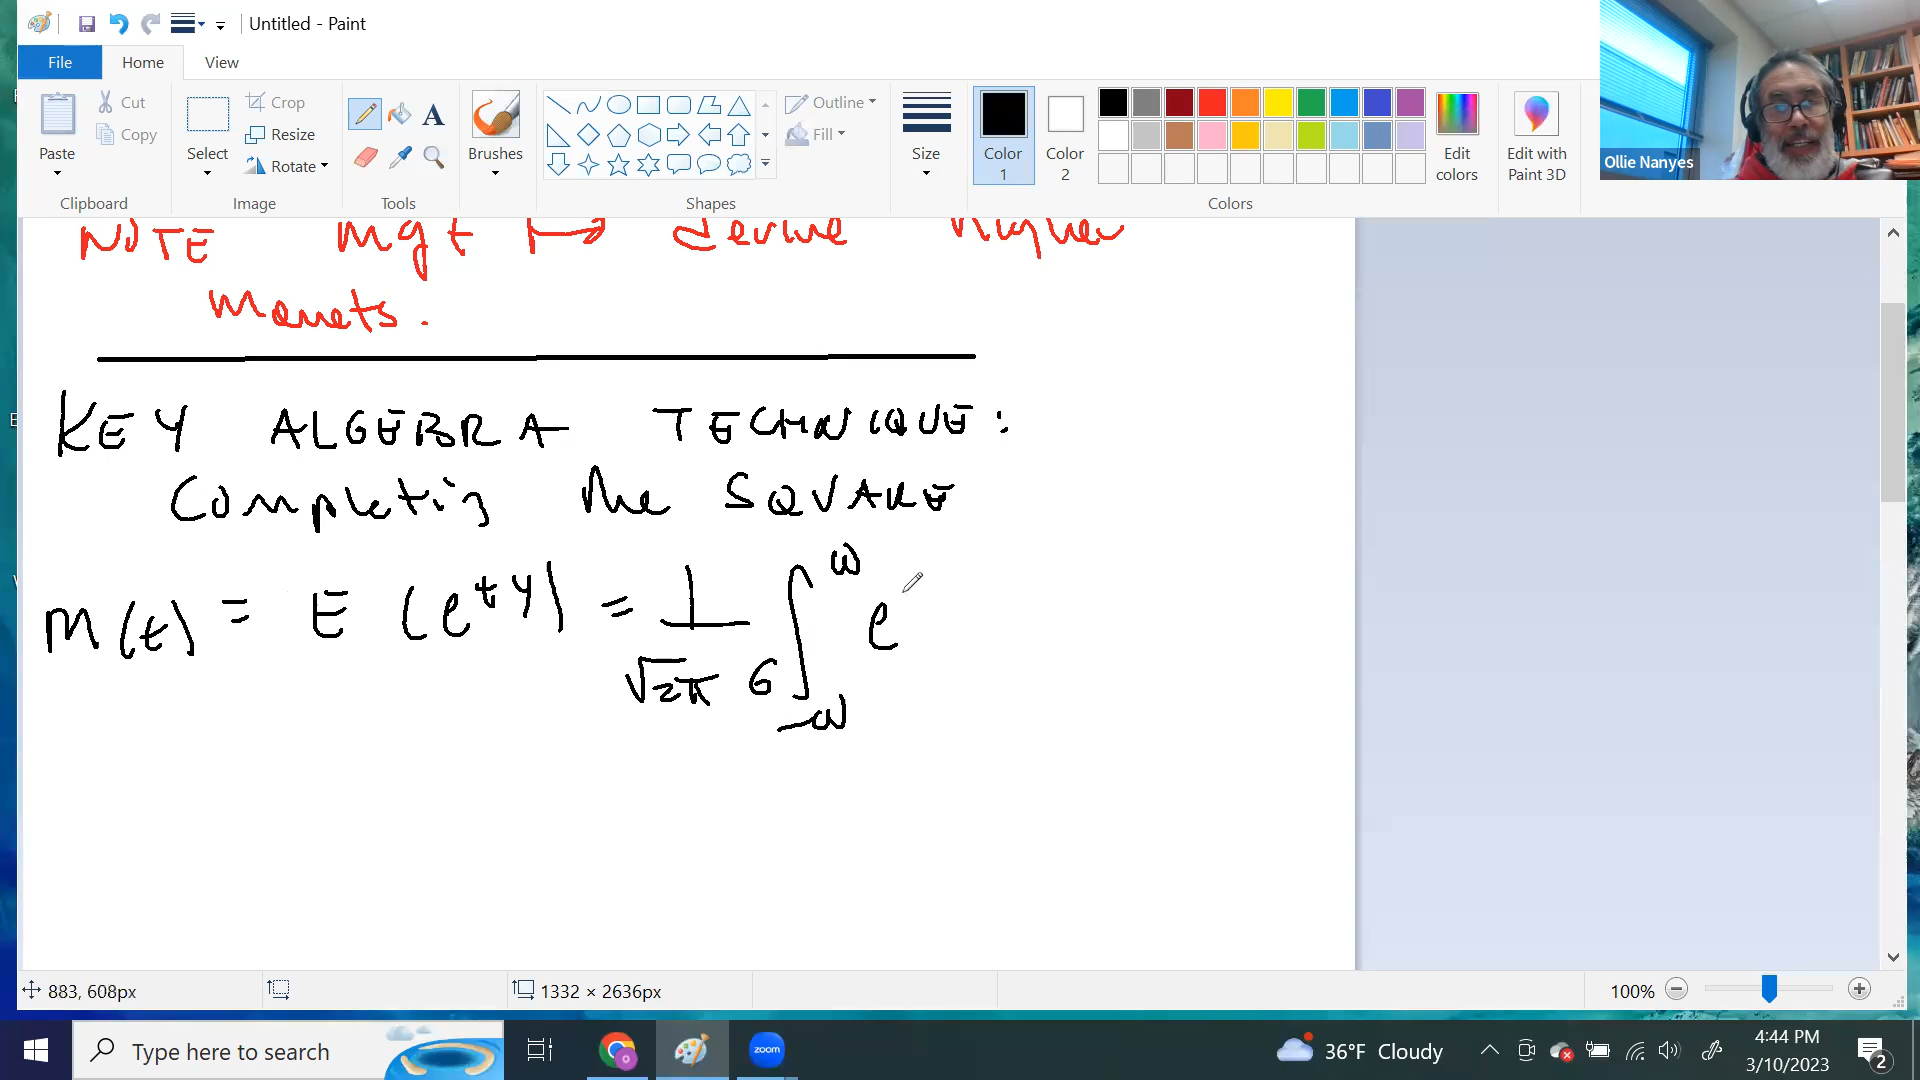 Untitled - Paint
File Home View
Cut
Copy
Paste
Clipboard
Crop
Resize
Rotate
Select
Image
A
Tools
Brushes
Outline
Fill
Shapes
Size
Color 1
Color 2
Edit colors
Edit with Paint 3D
Colors
Ollie Nanyes
NOTE mgf ↦ derive higher
Moments.
KEY ALGEBRA TECHNIQUE:
Completing the SQUARE
M(t) = E (e^{tY}) = 1/(√2π σ) ∫_{-∞}^{∞} e
883, 608px
1332 × 2636px
100%
Type here to search
zoom
36°F Cloudy
4:44 PM
3/10/2023
2